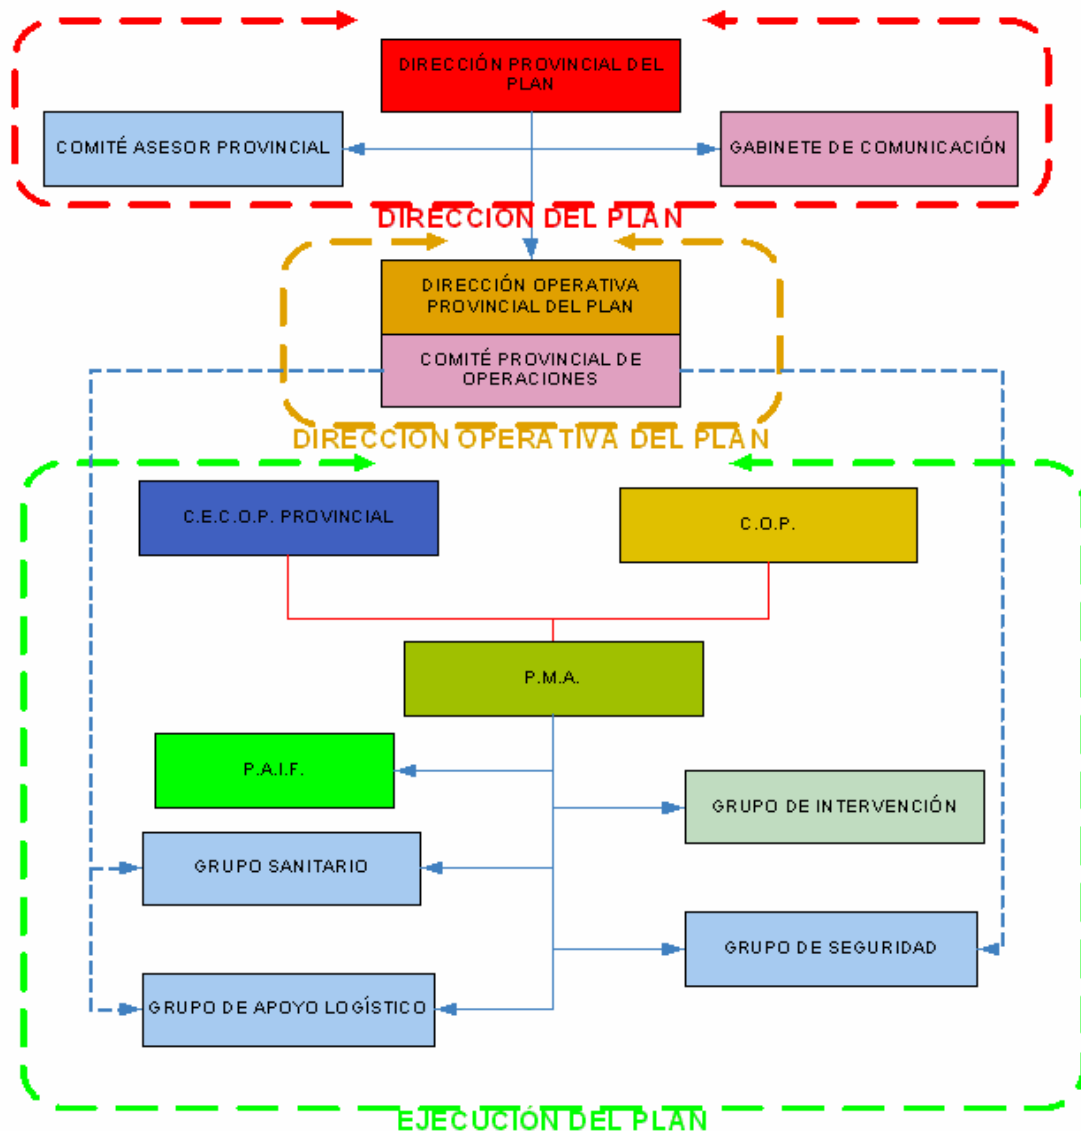 DIRECCIÓN PROVINCIAL DEL
PLAN
COMITÉ ASESOR PROVINCIAL
GABINETE DE COMUNICACIÓN
DIRECCION DEL PLAN
DIRECCIÓN OPERATIVA
PROVINCIAL DEL PLAN
COMITÉ PROVINCIAL DE
OPERACIONES
DIRECCION OPERATIVA DEL PLAN
C.E.C.O.P. PROVINCIAL
C.O.P.
P.M.A.
P.A.I.F.
GRUPO DE INTERVENCIÓN
GRUPO SANITARIO
GRUPO DE SEGURIDAD
GRUPO DE APOYO LOGÍSTICO
EJECUCIÓN DEL PLAN